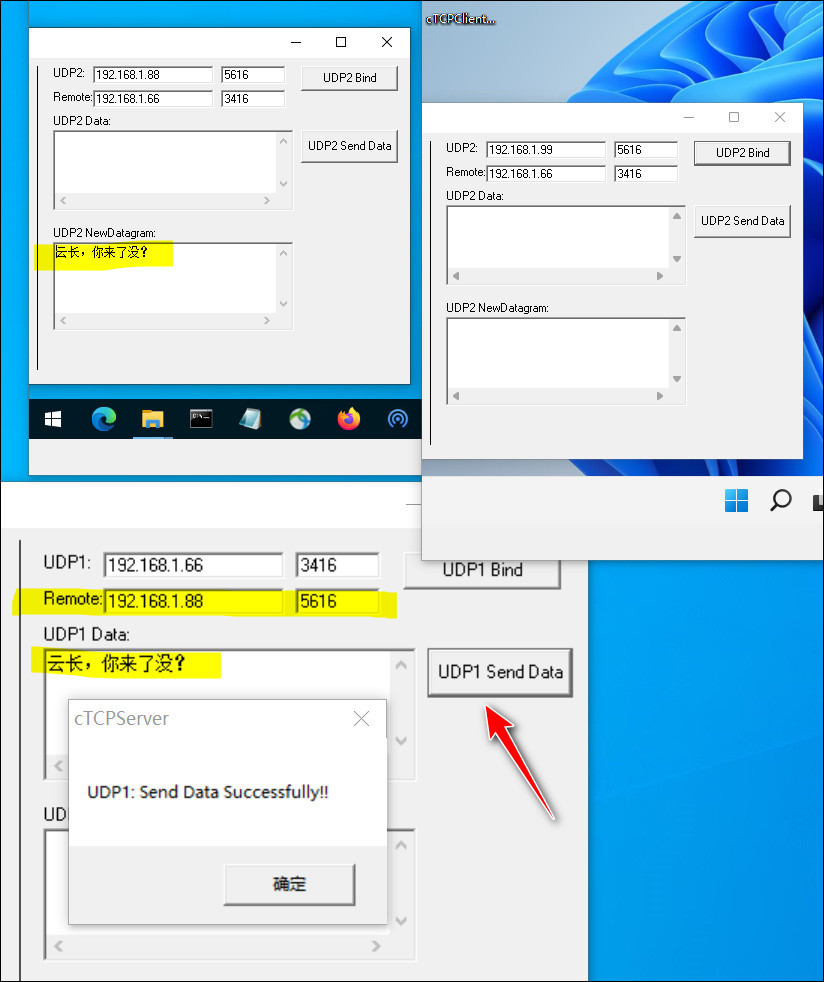 cTCPClient...
UDP2: 192.168.1.88 5616 UDP2 Bind
Remote: 192.168.1.66 3416
UDP2 Data:
UDP2 Send Data
UDP2 NewDatagram:
云长，你来了没？
UDP2: 192.168.1.99 5616 UDP2 Bind
Remote: 192.168.1.66 3416
UDP2 Data:
UDP2 Send Data
UDP2 NewDatagram:
UDP1: 192.168.1.66 3416 UDP1 Bind
Remote: 192.168.1.88 5616
UDP1 Data:
云长，你来了没？
UDP1 Send Data
cTCPServer
UDP1: Send Data Successfully!!
UD
确定